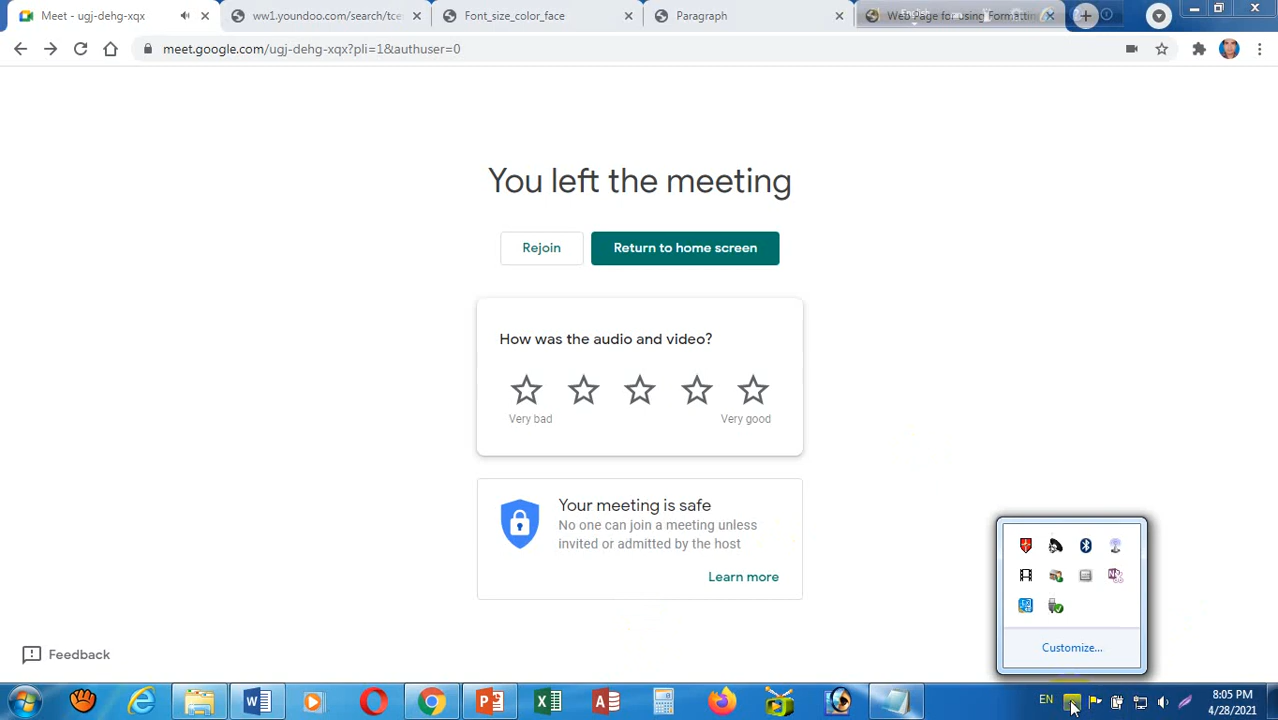 Meet - ugj-dehg-xqx
ww1.youndoo.com/search/tces
Font_size_color_face
Paragraph
Web Page for using Formattin
English
meet.google.com/ugj-dehg-xqx?pli=1&authuser=0
You left the meeting
Rejoin
Return to home screen
How was the audio and video?
Very bad
Very good
Your meeting is safe
No one can join a meeting unless
invited or admitted by the host
Learn more
Customize...
Feedback
EN
8:05 PM
4/28/2021